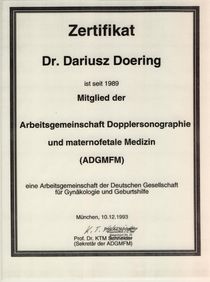 Zertifikat
Dr. Dariusz Doering
ist seit 1989
Mitglied der
Arbeitsgemeinschaft Dopplersonographie
und maternofetale Medizin
(ADGMFM)
eine Arbeitsgemeinschaft der Deutschen Gesellschaft
für Gynäkologie und Geburtshilfe
München, 10.12.1993
Prof. Dr. KTM Schneider
(Sekretär der ADGMFM)